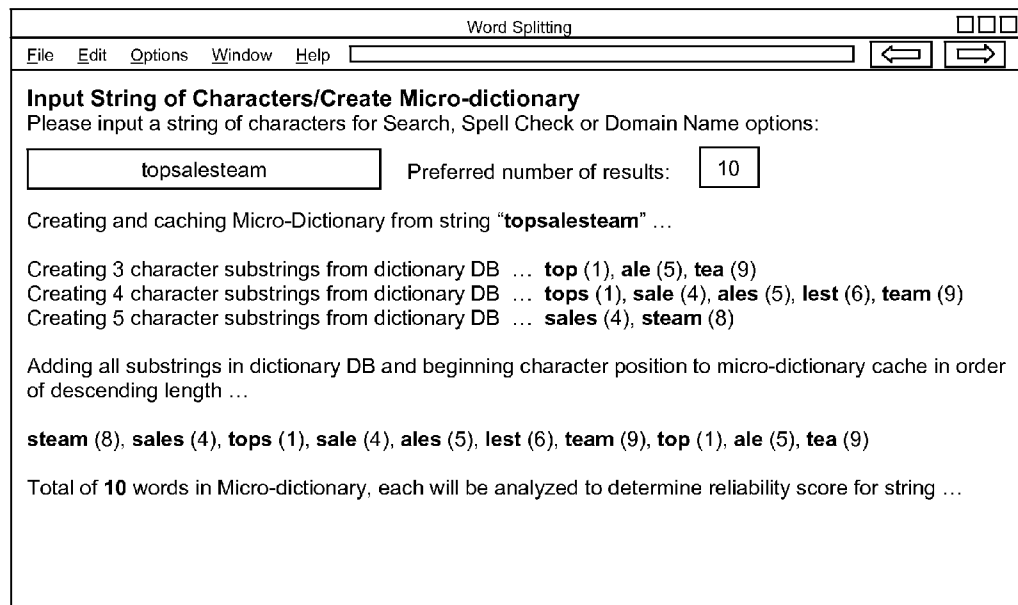 Word Splitting
File Edit Options Window Help
Input String of Characters/Create Micro-dictionary
Please input a string of characters for Search, Spell Check or Domain Name options:
topsalesteam Preferred number of results: 10
Creating and caching Micro-Dictionary from string “topsalesteam” …
Creating 3 character substrings from dictionary DB … top (1), ale (5), tea (9)
Creating 4 character substrings from dictionary DB … tops (1), sale (4), ales (5), lest (6), team (9)
Creating 5 character substrings from dictionary DB … sales (4), steam (8)
Adding all substrings in dictionary DB and beginning character position to micro-dictionary cache in order
of descending length …
steam (8), sales (4), tops (1), sale (4), ales (5), lest (6), team (9), top (1), ale (5), tea (9)
Total of 10 words in Micro-dictionary, each will be analyzed to determine reliability score for string …